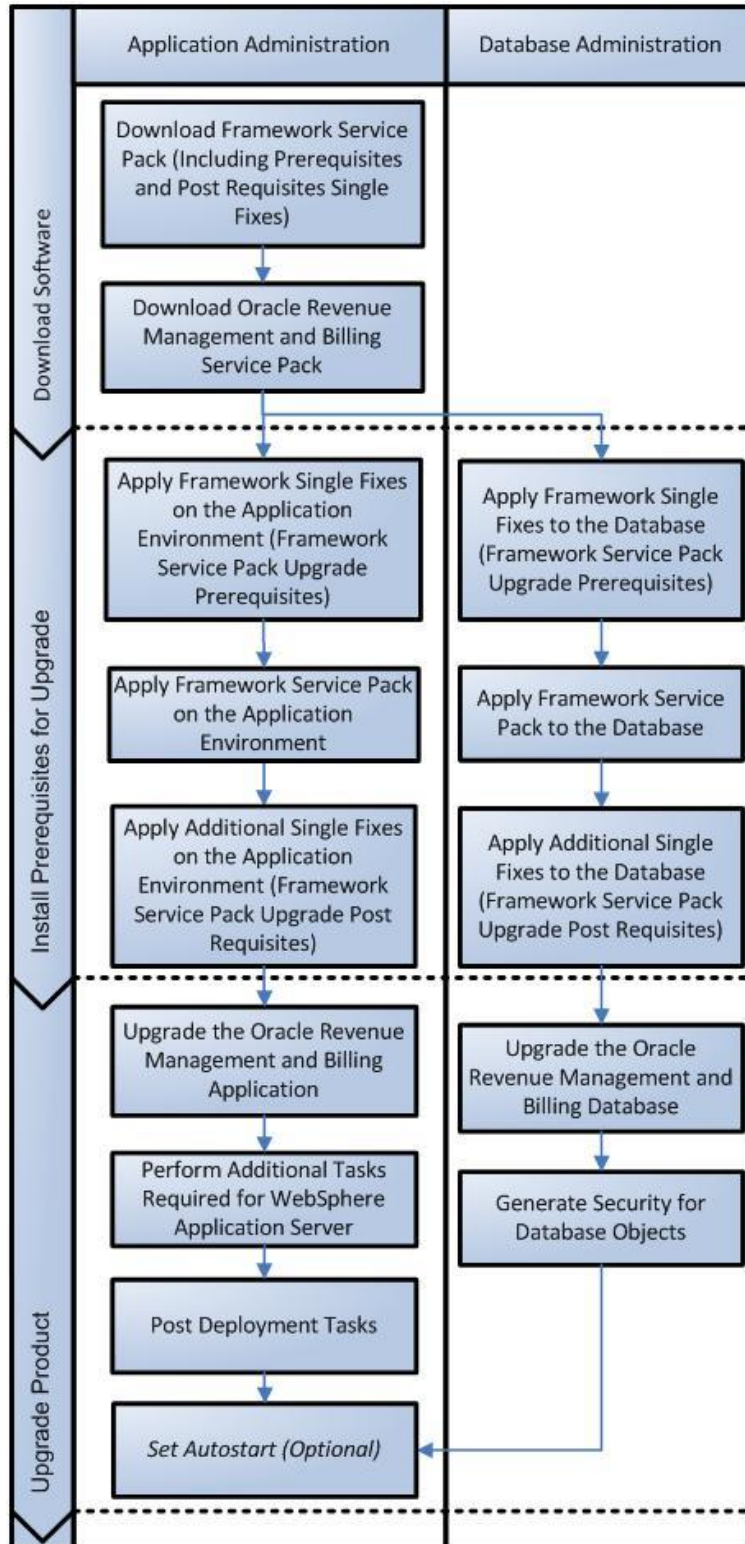 Application Administration
Database Administration
Download Software
Download Framework Service
Pack (Including Prerequisites
and Post Requisites Single
Fixes)
Download Oracle Revenue
Management and Billing
Service Pack
Install Prerequisites for Upgrade
Apply Framework Single Fixes
on the Application
Environment (Framework
Service Pack Upgrade
Prerequisites)
Apply Framework Single
Fixes to the Database
(Framework Service Pack
Upgrade Prerequisites)
Apply Framework Service Pack
on the Application
Environment
Apply Framework Service
Pack to the Database
Apply Additional Single Fixes
on the Application
Environment (Framework
Service Pack Upgrade Post
Requisites)
Apply Additional Single
Fixes to the Database
(Framework Service Pack
Upgrade Post Requisites)
Upgrade Product
Upgrade the Oracle Revenue
Management and Billing
Application
Upgrade the Oracle
Revenue Management and
Billing Database
Perform Additional Tasks
Required for WebSphere
Application Server
Generate Security for
Database Objects
Post Deployment Tasks
Set Autostart (Optional)